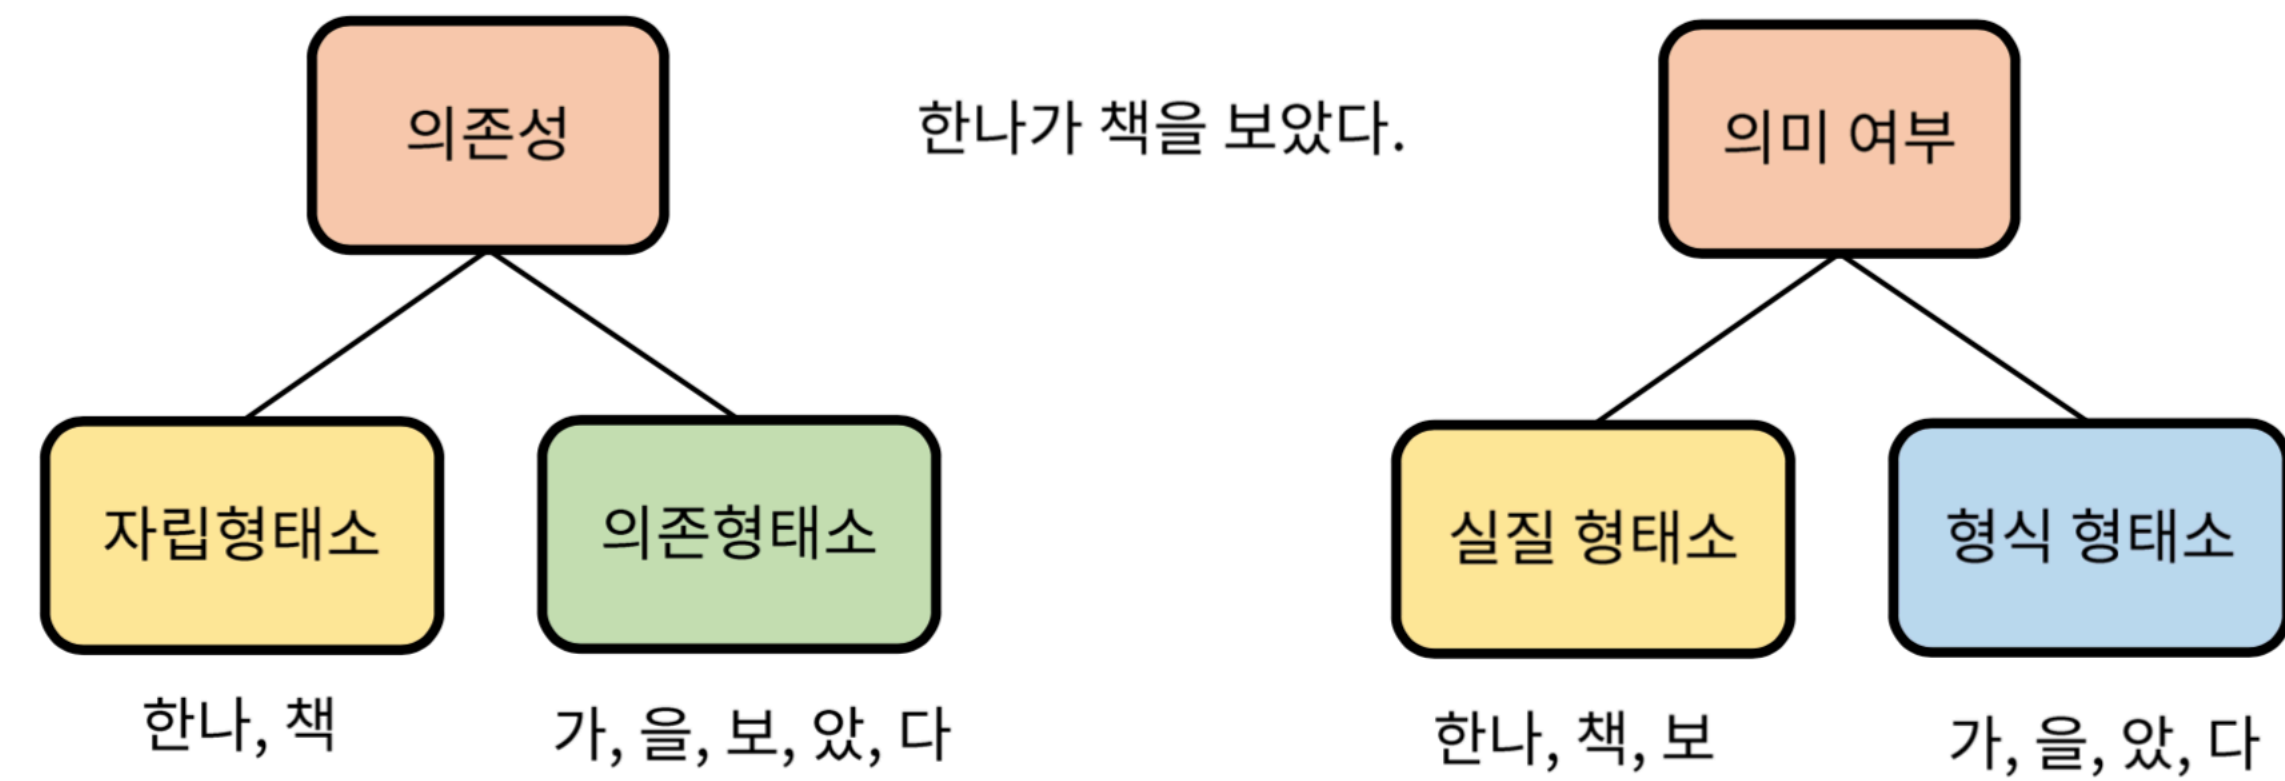 의존성
한나가 책을 보았다.
의미 여부
자립형태소
의존형태소
실질 형태소
형식 형태소
한나, 책
가, 을, 보, 았, 다
한나, 책, 보
가, 을, 았, 다